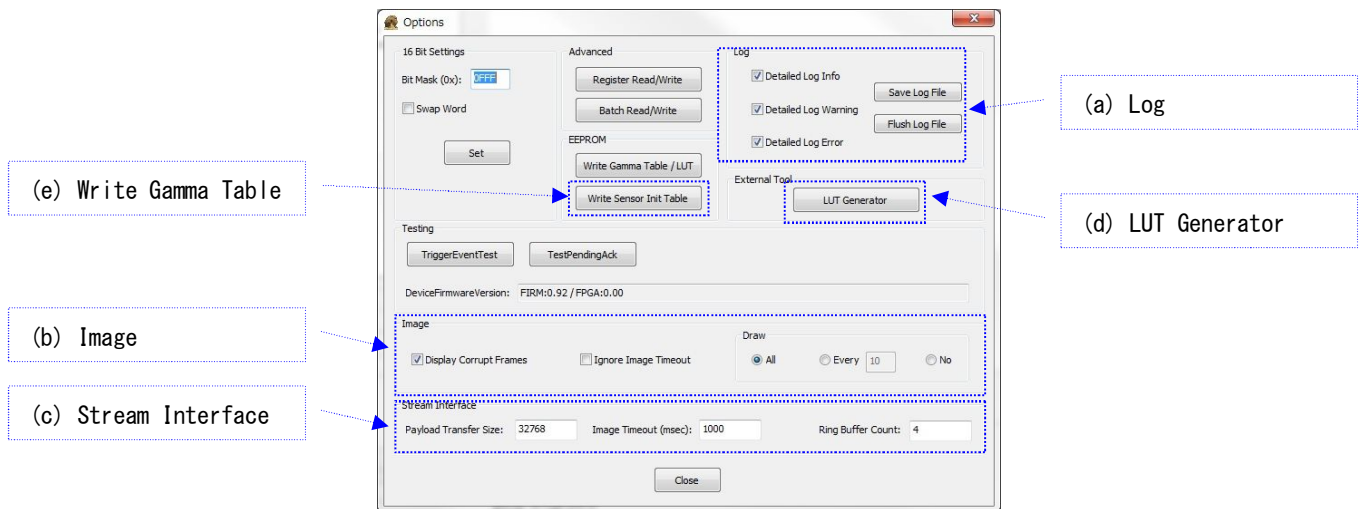 Options
16 Bit Settings
Bit Mask (0x): 0FFF
Swap Word
Set
Advanced
Register Read/Write
Batch Read/Write
EEPROM
Write Gamma Table / LUT
Write Sensor Init Table
Log
Detailed Log Info
Detailed Log Warning
Detailed Log Error
Save Log File
Flush Log File
External Tool
LUT Generator
Testing
TriggerEventTest TestPendingAck
DeviceFirmwareVersion: FIRM:0.92 / FPGA:0.00
Image
Display Corrupt Frames Ignore Image Timeout
Draw
All Every 10 No
Stream Interface
Payload Transfer Size: 32768 Image Timeout (msec): 1000 Ring Buffer Count: 4
Close
(a) Log
(d) LUT Generator
(e) Write Gamma Table
(b) Image
(c) Stream Interface